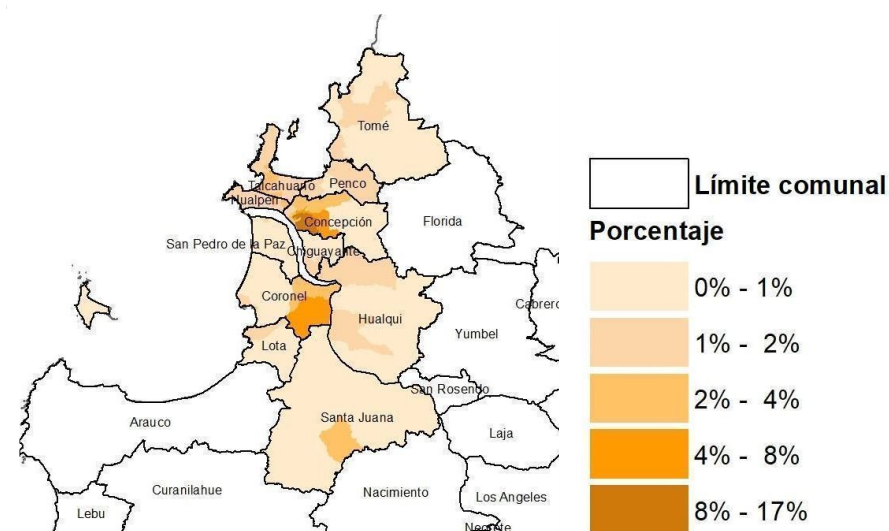 Tomé
Talcahuano
Penco
Hualpén
Concepción
Florida
San Pedro de la Paz
Chiguayante
Coronel
Hualqui
Cabrero
Yumbel
Lota
San Rosendo
Santa Juana
Arauco
Laja
Curanilahue
Nacimiento
Los Angeles
Lebu
Negrete
Límite comunal
Porcentaje
0% - 1%
1% - 2%
2% - 4%
4% - 8%
8% - 17%